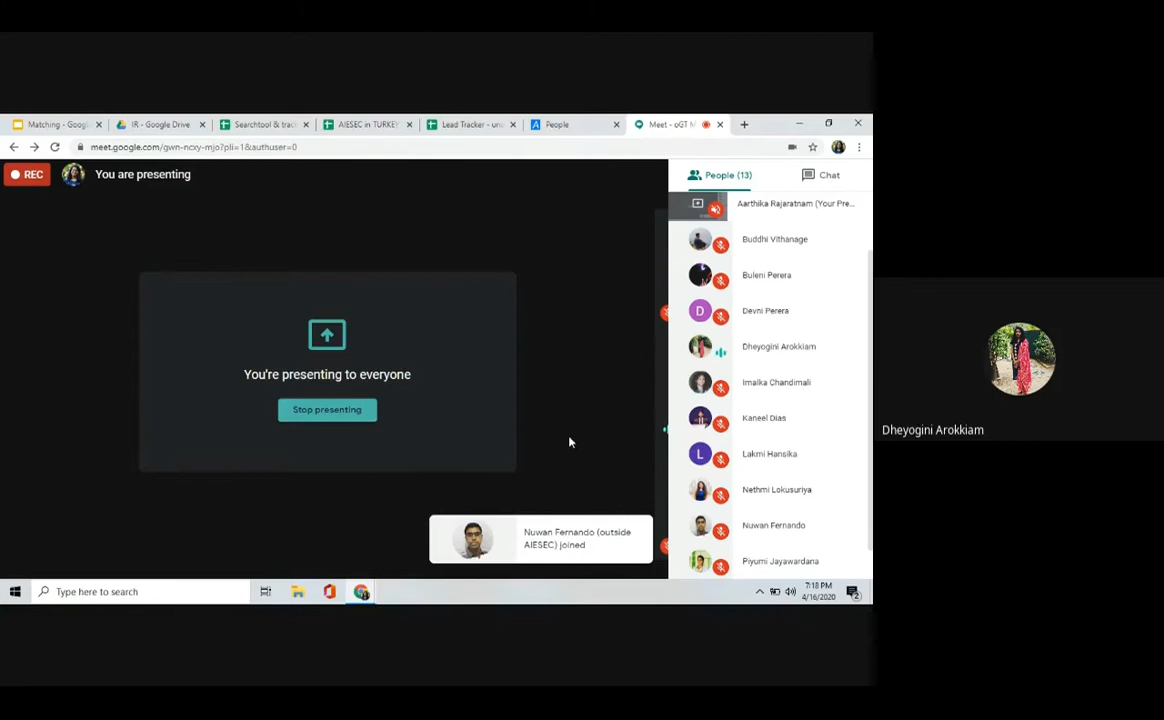 Matching - Googl
IR - Google Drive
Searchtool & trac
AIESEC in TURKEY
Lead Tracker - unc
People
Meet - oGT M
meet.google.com/gwn-ncxy-mjo?pli=1&authuser=0
REC
You are presenting
People (13)
Chat
Aarthika Rajaratnam (Your Pre...
Buddhi Vithanage
Buleni Perera
D
Devni Perera
Dheyogini Arokkiam
Imalka Chandimali
Kaneel Dias
L
Lakmi Hansika
Nethmi Lokusuriya
Nuwan Fernando
Piyumi Jayawardana
You're presenting to everyone
Stop presenting
Nuwan Fernando (outside
AIESEC) joined
Dheyogini Arokkiam
Type here to search
7:18 PM
4/16/2020
2